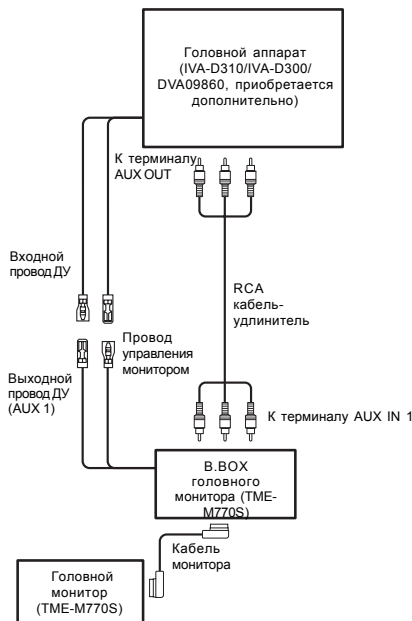 Головной аппарат
(IVA-D310/IVA-D300/
DVA09860, приобретается
дополнительно)
К терминалу
AUX OUT
Входной
провод ДУ
RCA
кабель-
удлинитель
Провод
управления
монитором
Выходной
провод ДУ
(AUX 1)
К терминалу AUX IN 1
B.BOX
головного
монитора (TME-
M770S)
Кабель
монитора
Головной
монитор
(TME-M770S)